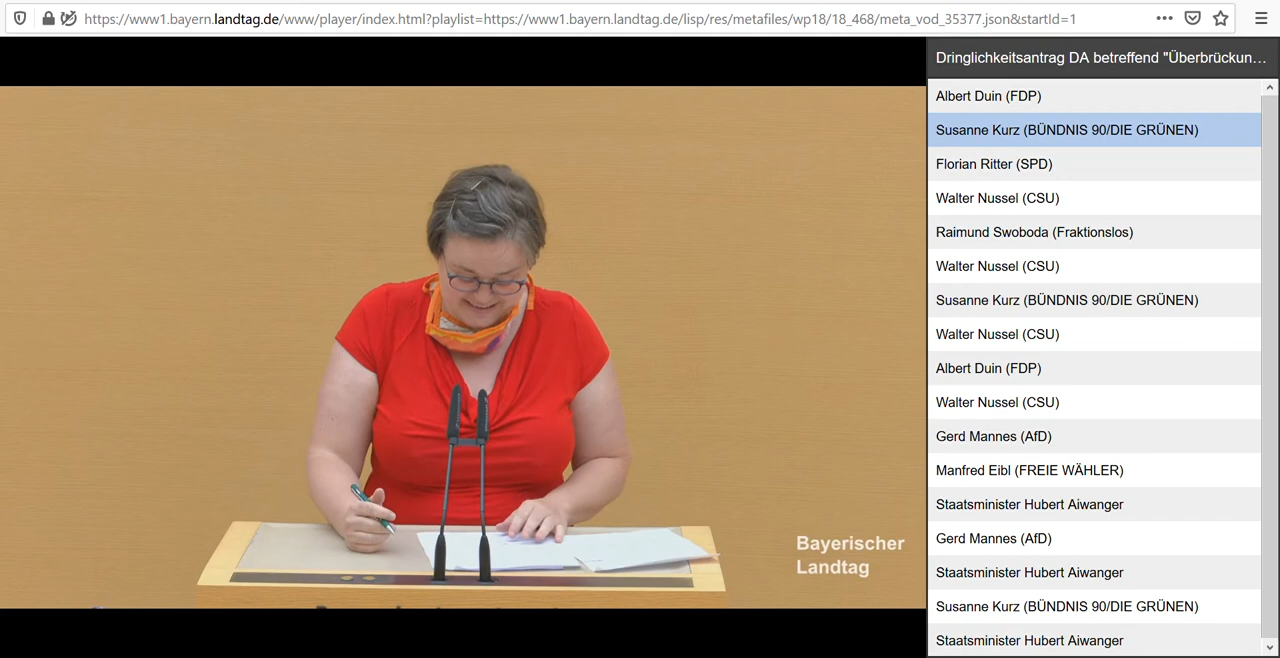 https://www1.bayern.landtag.de/www/player/index.html?playlist=https://www1.bayern.landtag.de/lisp/res/metafiles/wp18/18_468/meta_vod_35377.json&startId=1
Dringlichkeitsantrag DA betreffend "Überbrückun...
Albert Duin (FDP)
Susanne Kurz (BÜNDNIS 90/DIE GRÜNEN)
Florian Ritter (SPD)
Walter Nussel (CSU)
Raimund Swoboda (Fraktionslos)
Walter Nussel (CSU)
Susanne Kurz (BÜNDNIS 90/DIE GRÜNEN)
Walter Nussel (CSU)
Albert Duin (FDP)
Walter Nussel (CSU)
Gerd Mannes (AfD)
Manfred Eibl (FREIE WÄHLER)
Staatsminister Hubert Aiwanger
Gerd Mannes (AfD)
Staatsminister Hubert Aiwanger
Susanne Kurz (BÜNDNIS 90/DIE GRÜNEN)
Staatsminister Hubert Aiwanger
Bayerischer
Landtag